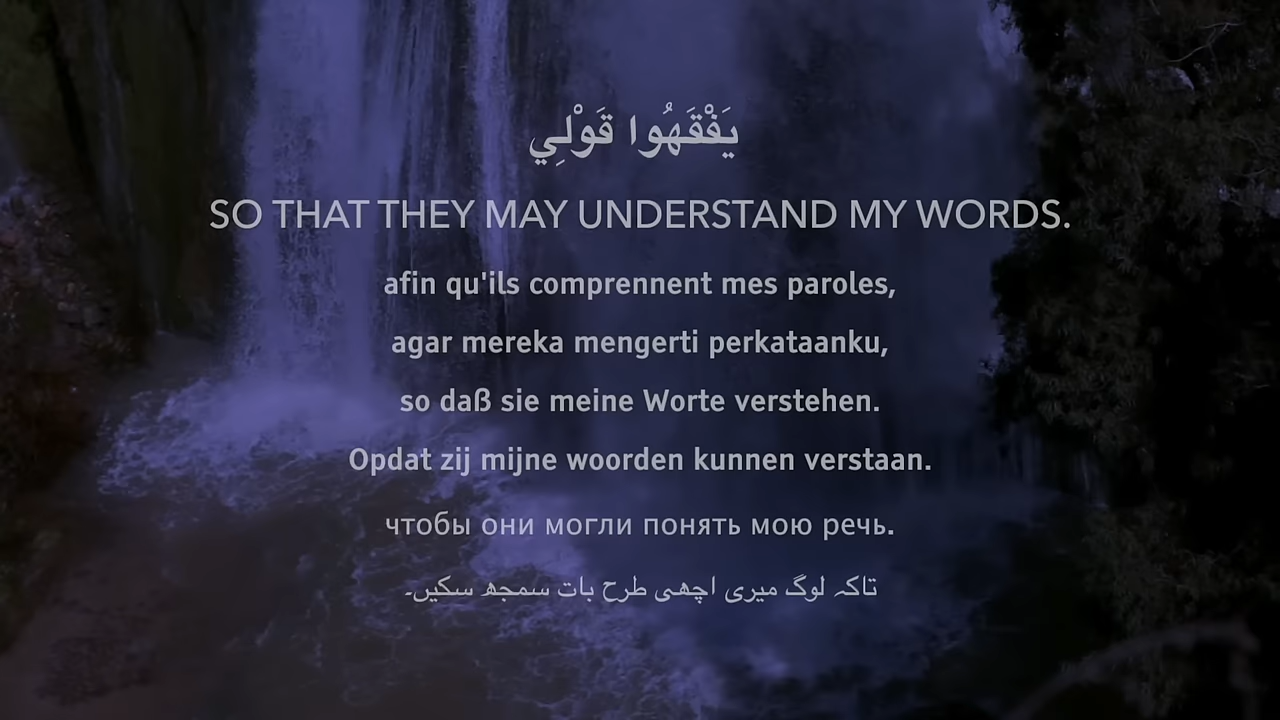 يَفْقَهُوا قَوْلِي
SO THAT THEY MAY UNDERSTAND MY WORDS.
afin qu'ils comprennent mes paroles,
agar mereka mengerti perkataanku,
so daß sie meine Worte verstehen.
Opdat zij mijne woorden kunnen verstaan.
чтобы они могли понять мою речь.
تاکہ لوگ میری اچھی طرح بات سمجھ سکیں۔